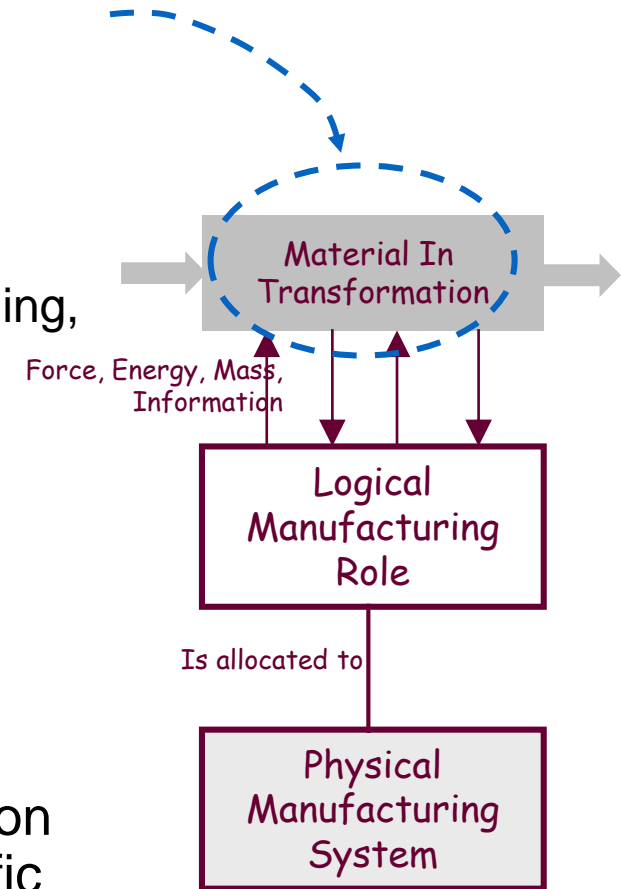 Material In
Transformation
ing,
Force, Energy, Mass,
Information
Logical
Manufacturing
Role
Is allocated to
Physical
Manufacturing
System
on
fic